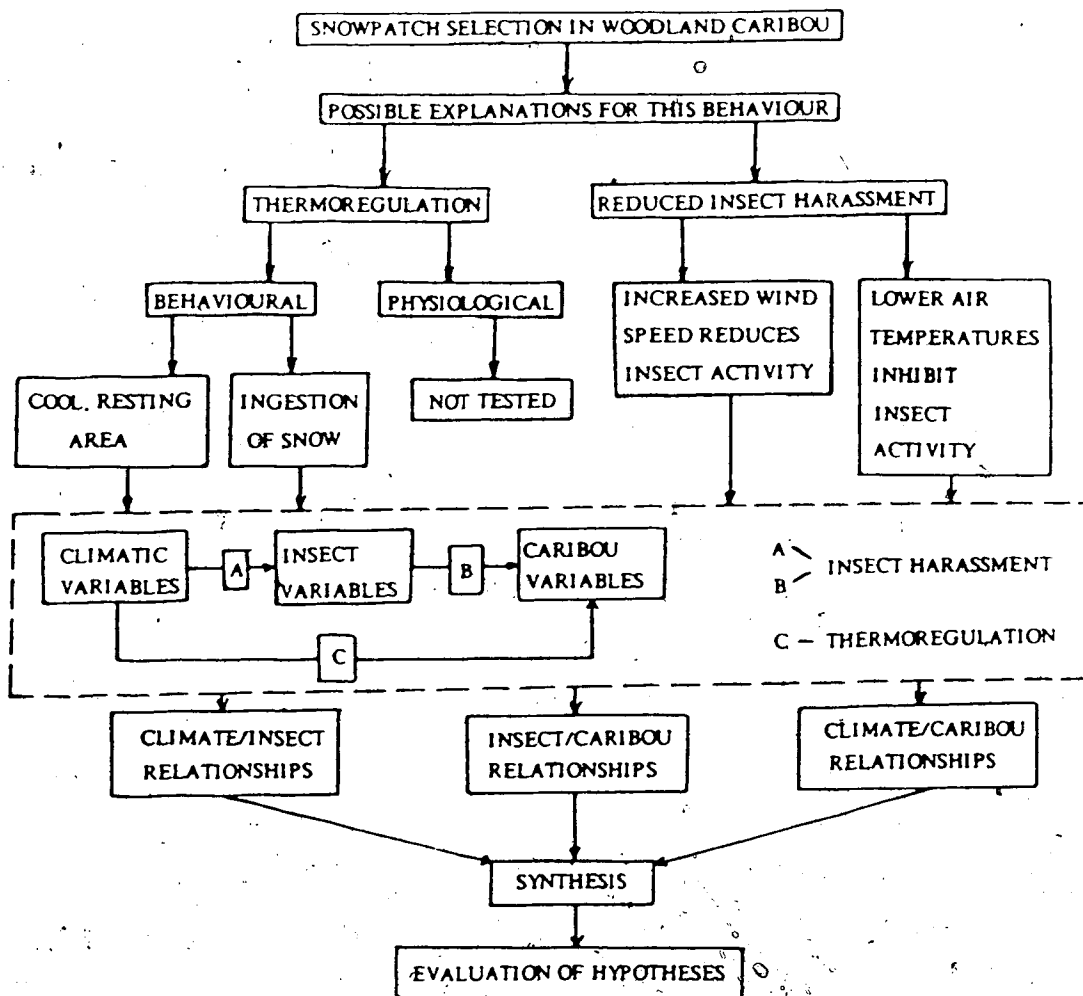 SNOWPATCH SELECTION IN WOODLAND CARIBOU
POSSIBLE EXPLANATIONS FOR THIS BEHAVIOUR
THERMOREGULATION
REDUCED INSECT HARASSMENT
BEHAVIOURAL
PHYSIOLOGICAL
INCREASED WIND
SPEED REDUCES
INSECT ACTIVITY
LOWER AIR
TEMPERATURES
INHIBIT
INSECT
ACTIVITY
COOL. RESTING
AREA
INGESTION
OF SNOW
NOT TESTED
CLIMATIC
VARIABLES
A
INSECT
VARIABLES
B
CARIBOU
VARIABLES
C
A
B
INSECT HARASSMENT
C – THERMOREGULATION
CLIMATE/INSECT
RELATIONSHIPS
INSECT/CARIBOU
RELATIONSHIPS
CLIMATE/CARIBOU
RELATIONSHIPS
SYNTHESIS
EVALUATION OF HYPOTHESES